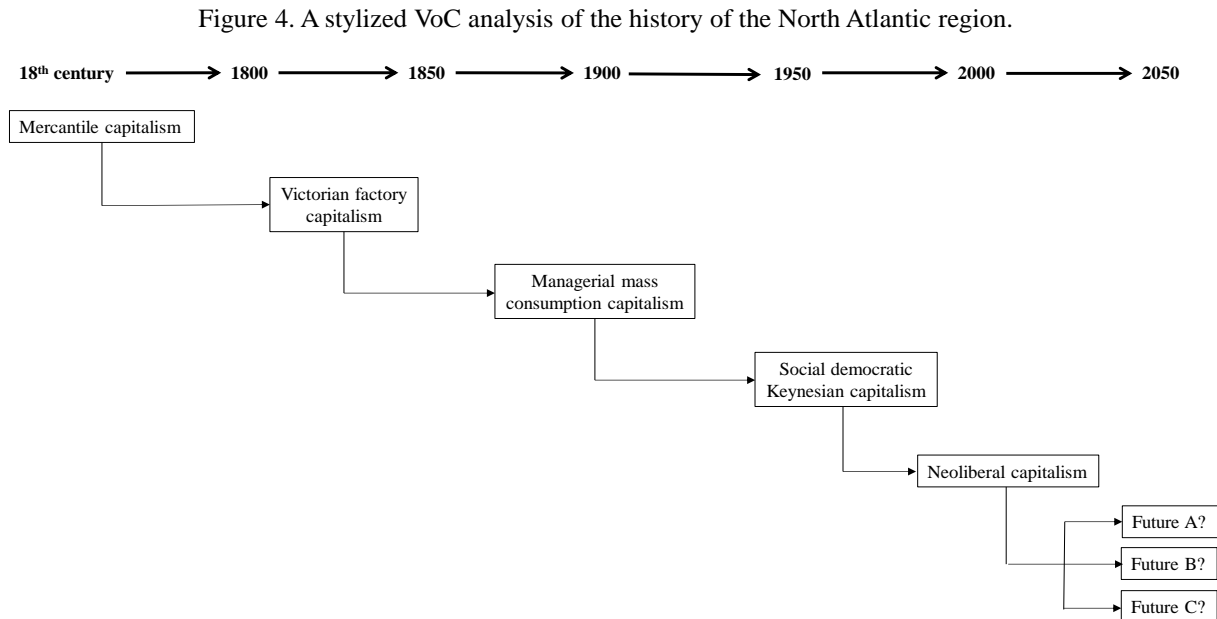 Figure 4. A stylized VoC analysis of the history of the North Atlantic region.
18th century 1800 1850 1900 1950 2000 2050
Mercantile capitalism
Victorian factory
capitalism
Managerial mass
consumption capitalism
Social democratic
Keynesian capitalism
Neoliberal capitalism
Future A?
Future B?
Future C?